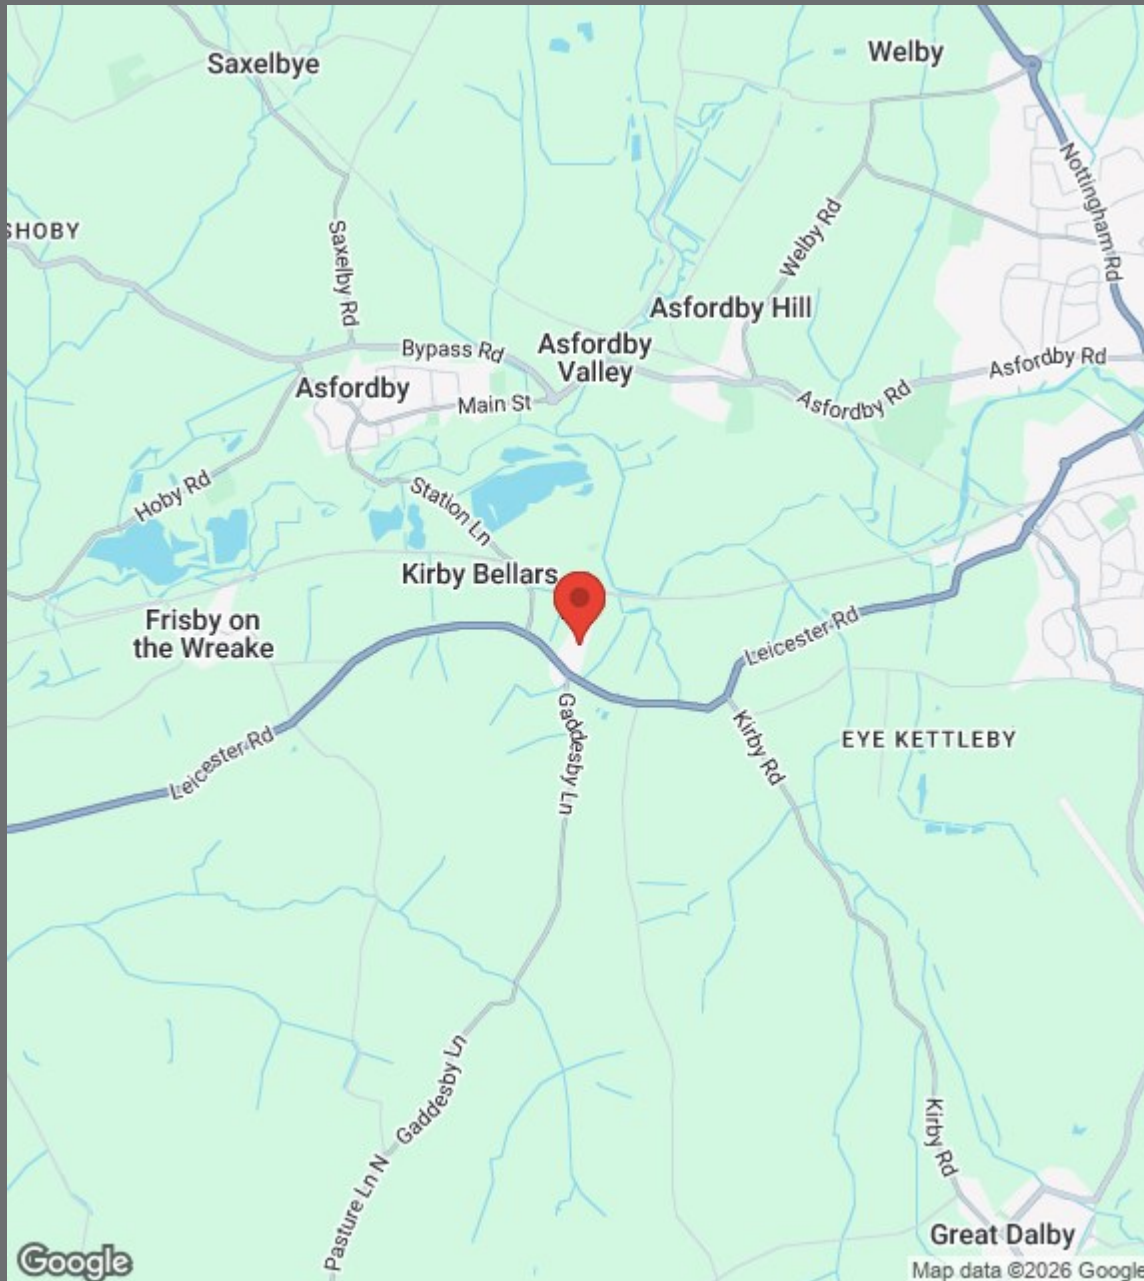 Saxelbye
Welby
Nottingham Rd
SHOBY
Saxelby Rd
Welby Rd
Asfordby Hill
Bypass Rd
Asfordby
Valley
Asfordby Rd
Asfordby
Main St
Asfordby Rd
Hoby Rd
Station Ln
Kirby Bellars
Frisby on
the Wreake
Leicester Rd
Gaddesby Ln
Kirby Rd
EYE KETTLEBY
Leicester Rd
Gaddesby Ln
Kirby Rd
Pasture Ln N
Great Dalby
Google
Map data ©2026 Google